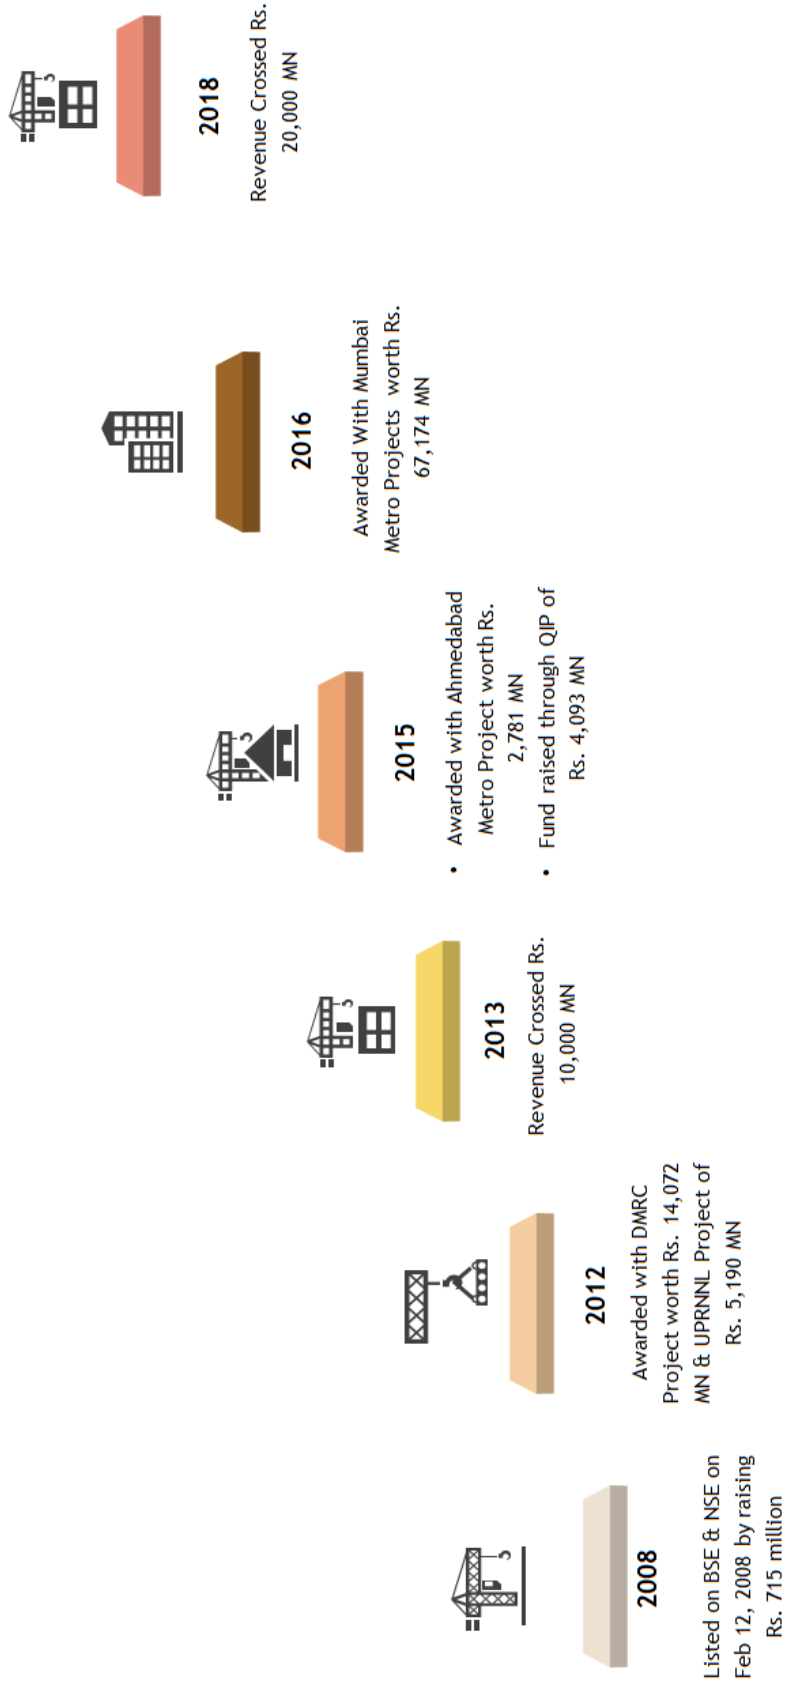 2008
Listed on BSE & NSE on
Feb 12, 2008 by raising
Rs. 715 million
2012
Awarded with DMRC
Project worth Rs. 14,072
MN & UPRNNL Project of
Rs. 5,190 MN
2013
Revenue Crossed Rs.
10,000 MN
2015
• Awarded with Ahmedabad
Metro Project worth Rs.
2,781 MN
• Fund raised through QIP of
Rs. 4,093 MN
2016
Awarded With Mumbai
Metro Projects worth Rs.
67,174 MN
2018
Revenue Crossed Rs.
20,000 MN